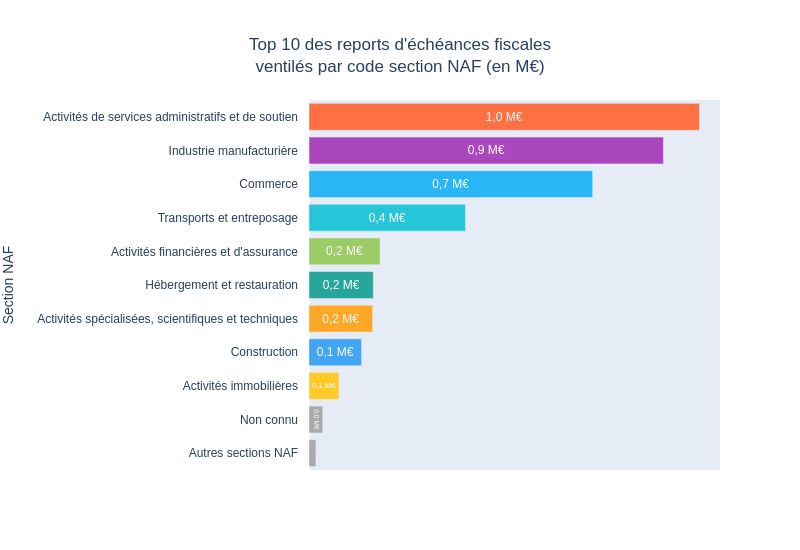 Top 10 des reports d'échéances fiscales
ventilés par code section NAF (en M€)
Section NAF
Activités de services administratifs et de soutien 1,0 M€
Industrie manufacturière 0,9 M€
Commerce 0,7 M€
Transports et entreposage 0,4 M€
Activités financières et d'assurance 0,2 M€
Hébergement et restauration 0,2 M€
Activités spécialisées, scientifiques et techniques 0,2 M€
Construction 0,1 M€
Activités immobilières 0,1 M€
Non connu 0,0 M€
Autres sections NAF